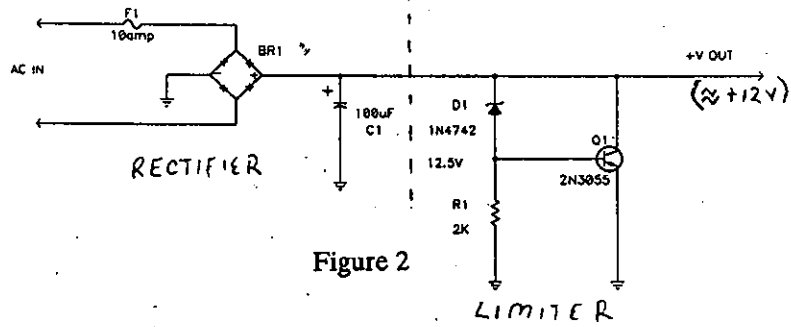 F1
10amp
BR1
AC IN
+V OUT
(≈ +12V)
+
100uF
C1
D1
1N4742
12.5V
Q1
2N3055
R1
2K
RECTIFIER
Figure 2
LIMITER